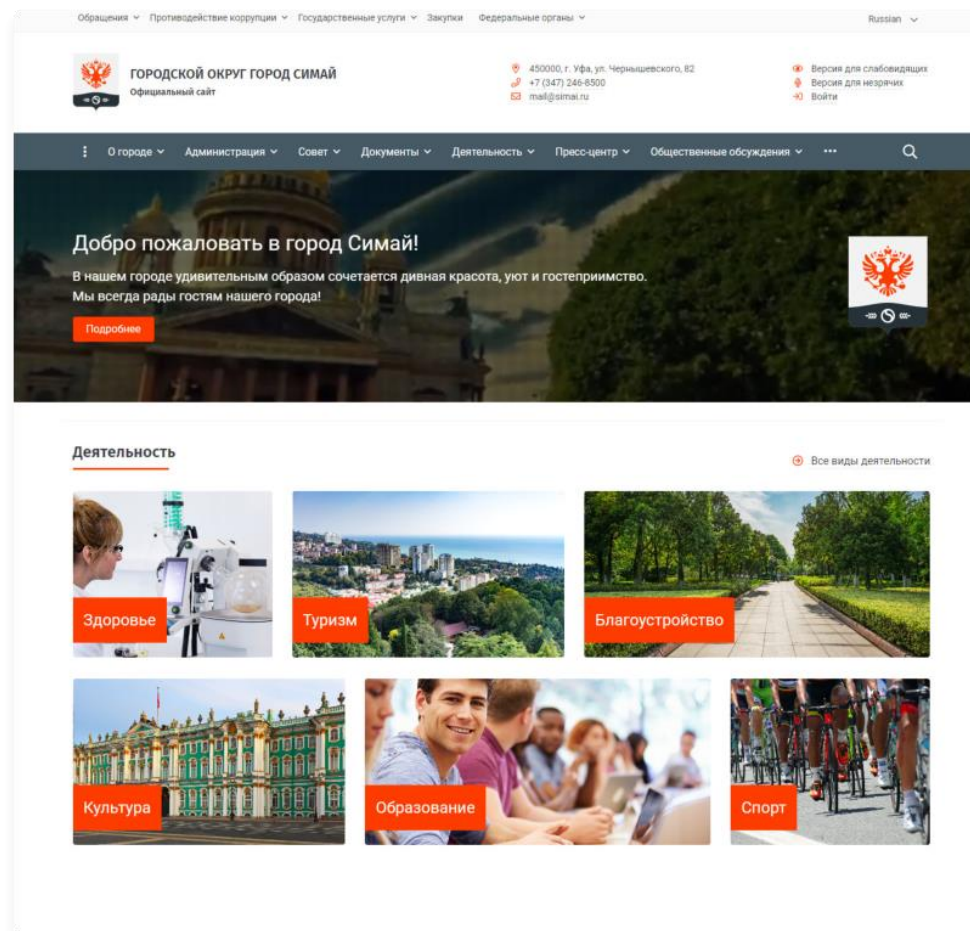 Обращения Противодействие коррупции Государственные услуги Закупки Федеральные органы Russian
ГОРОДСКОЙ ОКРУГ ГОРОД СИМАЙ
Официальный сайт
450000, г. Уфа, ул. Чернышевского, 82
+7 (347) 246-8500
mail@simai.ru
Версия для слабовидящих
Версия для незрячих
Войти
О городе Администрация Совет Документы Деятельность Пресс-центр Общественные обсуждения ···
Добро пожаловать в город Симай!
В нашем городе удивительным образом сочетается дивная красота, уют и гостеприимство.
Мы всегда рады гостям нашего города!
Подробнее
Деятельность
Все виды деятельности
Здоровье
Туризм
Благоустройство
Культура
Образование
Спорт